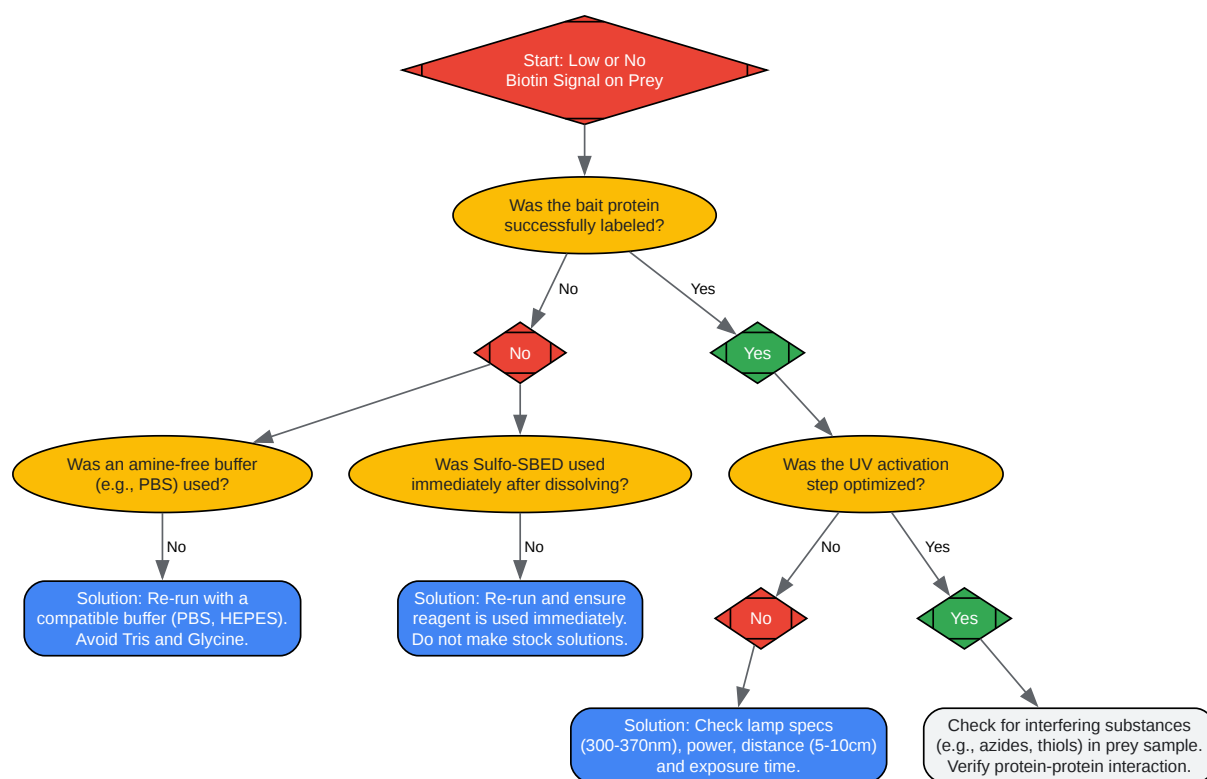 Start: Low or No
Biotin Signal on Prey
Was the bait protein
successfully labeled?
No
Yes
No
Yes
Was an amine-free buffer
(e.g., PBS) used?
Was Sulfo-SBED used
immediately after dissolving?
Was the UV activation
step optimized?
No
No
No
Yes
Solution: Re-run with a
compatible buffer (PBS, HEPES).
Avoid Tris and Glycine.
Solution: Re-run and ensure
reagent is used immediately.
Do not make stock solutions.
No
Yes
Solution: Check lamp specs
(300-370nm), power, distance (5-10cm)
and exposure time.
Check for interfering substances
(e.g., azides, thiols) in prey sample.
Verify protein-protein interaction.